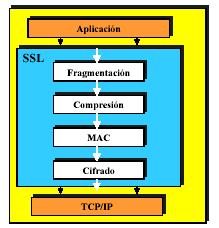 Aplicación
SSL
Fragmentación
Compresión
MAC
Cifrado
TCP/IP